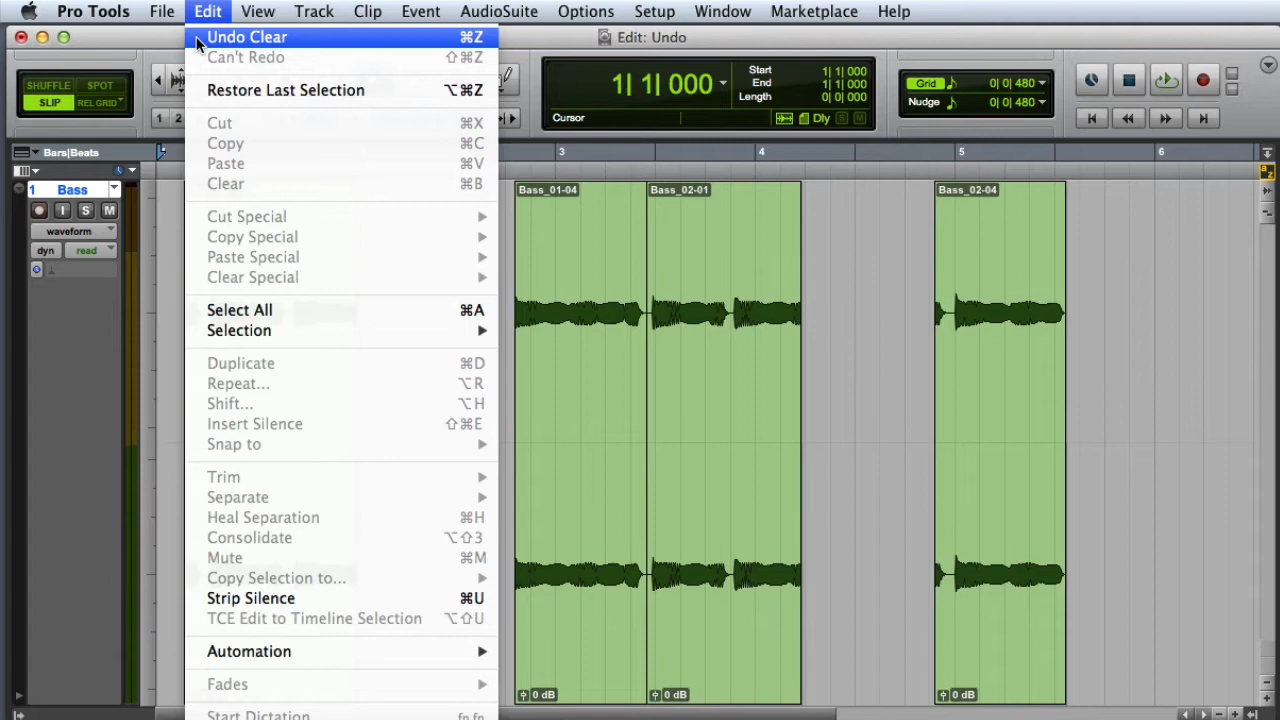 Pro Tools File Edit View Track Clip Event AudioSuite Options Setup Window Marketplace Help
Edit: Undo
Undo Clear ⌘Z
Can't Redo ⇧⌘Z
Restore Last Selection ⌥⌘Z
Cut ⌘X
Copy ⌘C
Paste ⌘V
Clear ⌘B
Cut Special
Copy Special
Paste Special
Clear Special
Select All ⌘A
Selection
Duplicate ⌘D
Repeat... ⌥R
Shift... ⌥H
Insert Silence ⇧⌘E
Snap to
Trim
Separate
Heal Separation ⌘H
Consolidate ⌥⇧3
Mute ⌘M
Copy Selection to...
Strip Silence ⌘U
TCE Edit to Timeline Selection ⌥⇧U
Automation
Fades
Start Dictation fn fn
SHUFFLE SPOT
SLIP REL GRID
1 2
1| 1| 000
Start 1| 1| 000
End 1| 1| 000
Length 0| 0| 000
Cursor Dly S M
Grid 0| 0| 480
Nudge 0| 0| 480
Bars|Beats 3 4 5 6
a z
1 Bass
I S M
waveform
dyn read
Bass_01-04 Bass_02-01 Bass_02-04
0 dB 0 dB 0 dB